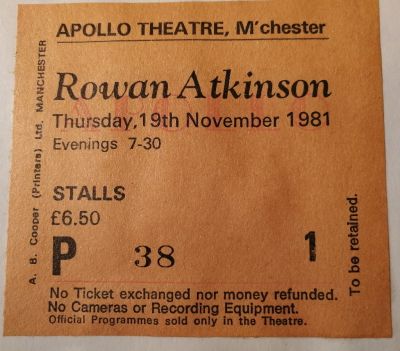 APOLLO THEATRE, M'chester
Rowan Atkinson
APOLLO
Thursday, 19th November 1981
Evenings 7-30
STALLS
£6.50
P 38 1
No Ticket exchanged nor money refunded.
No Cameras or Recording Equipment.
Official Programmes sold only in the Theatre.
A. B. Cooper (Printers) Ltd. MANCHESTER
To be retained.